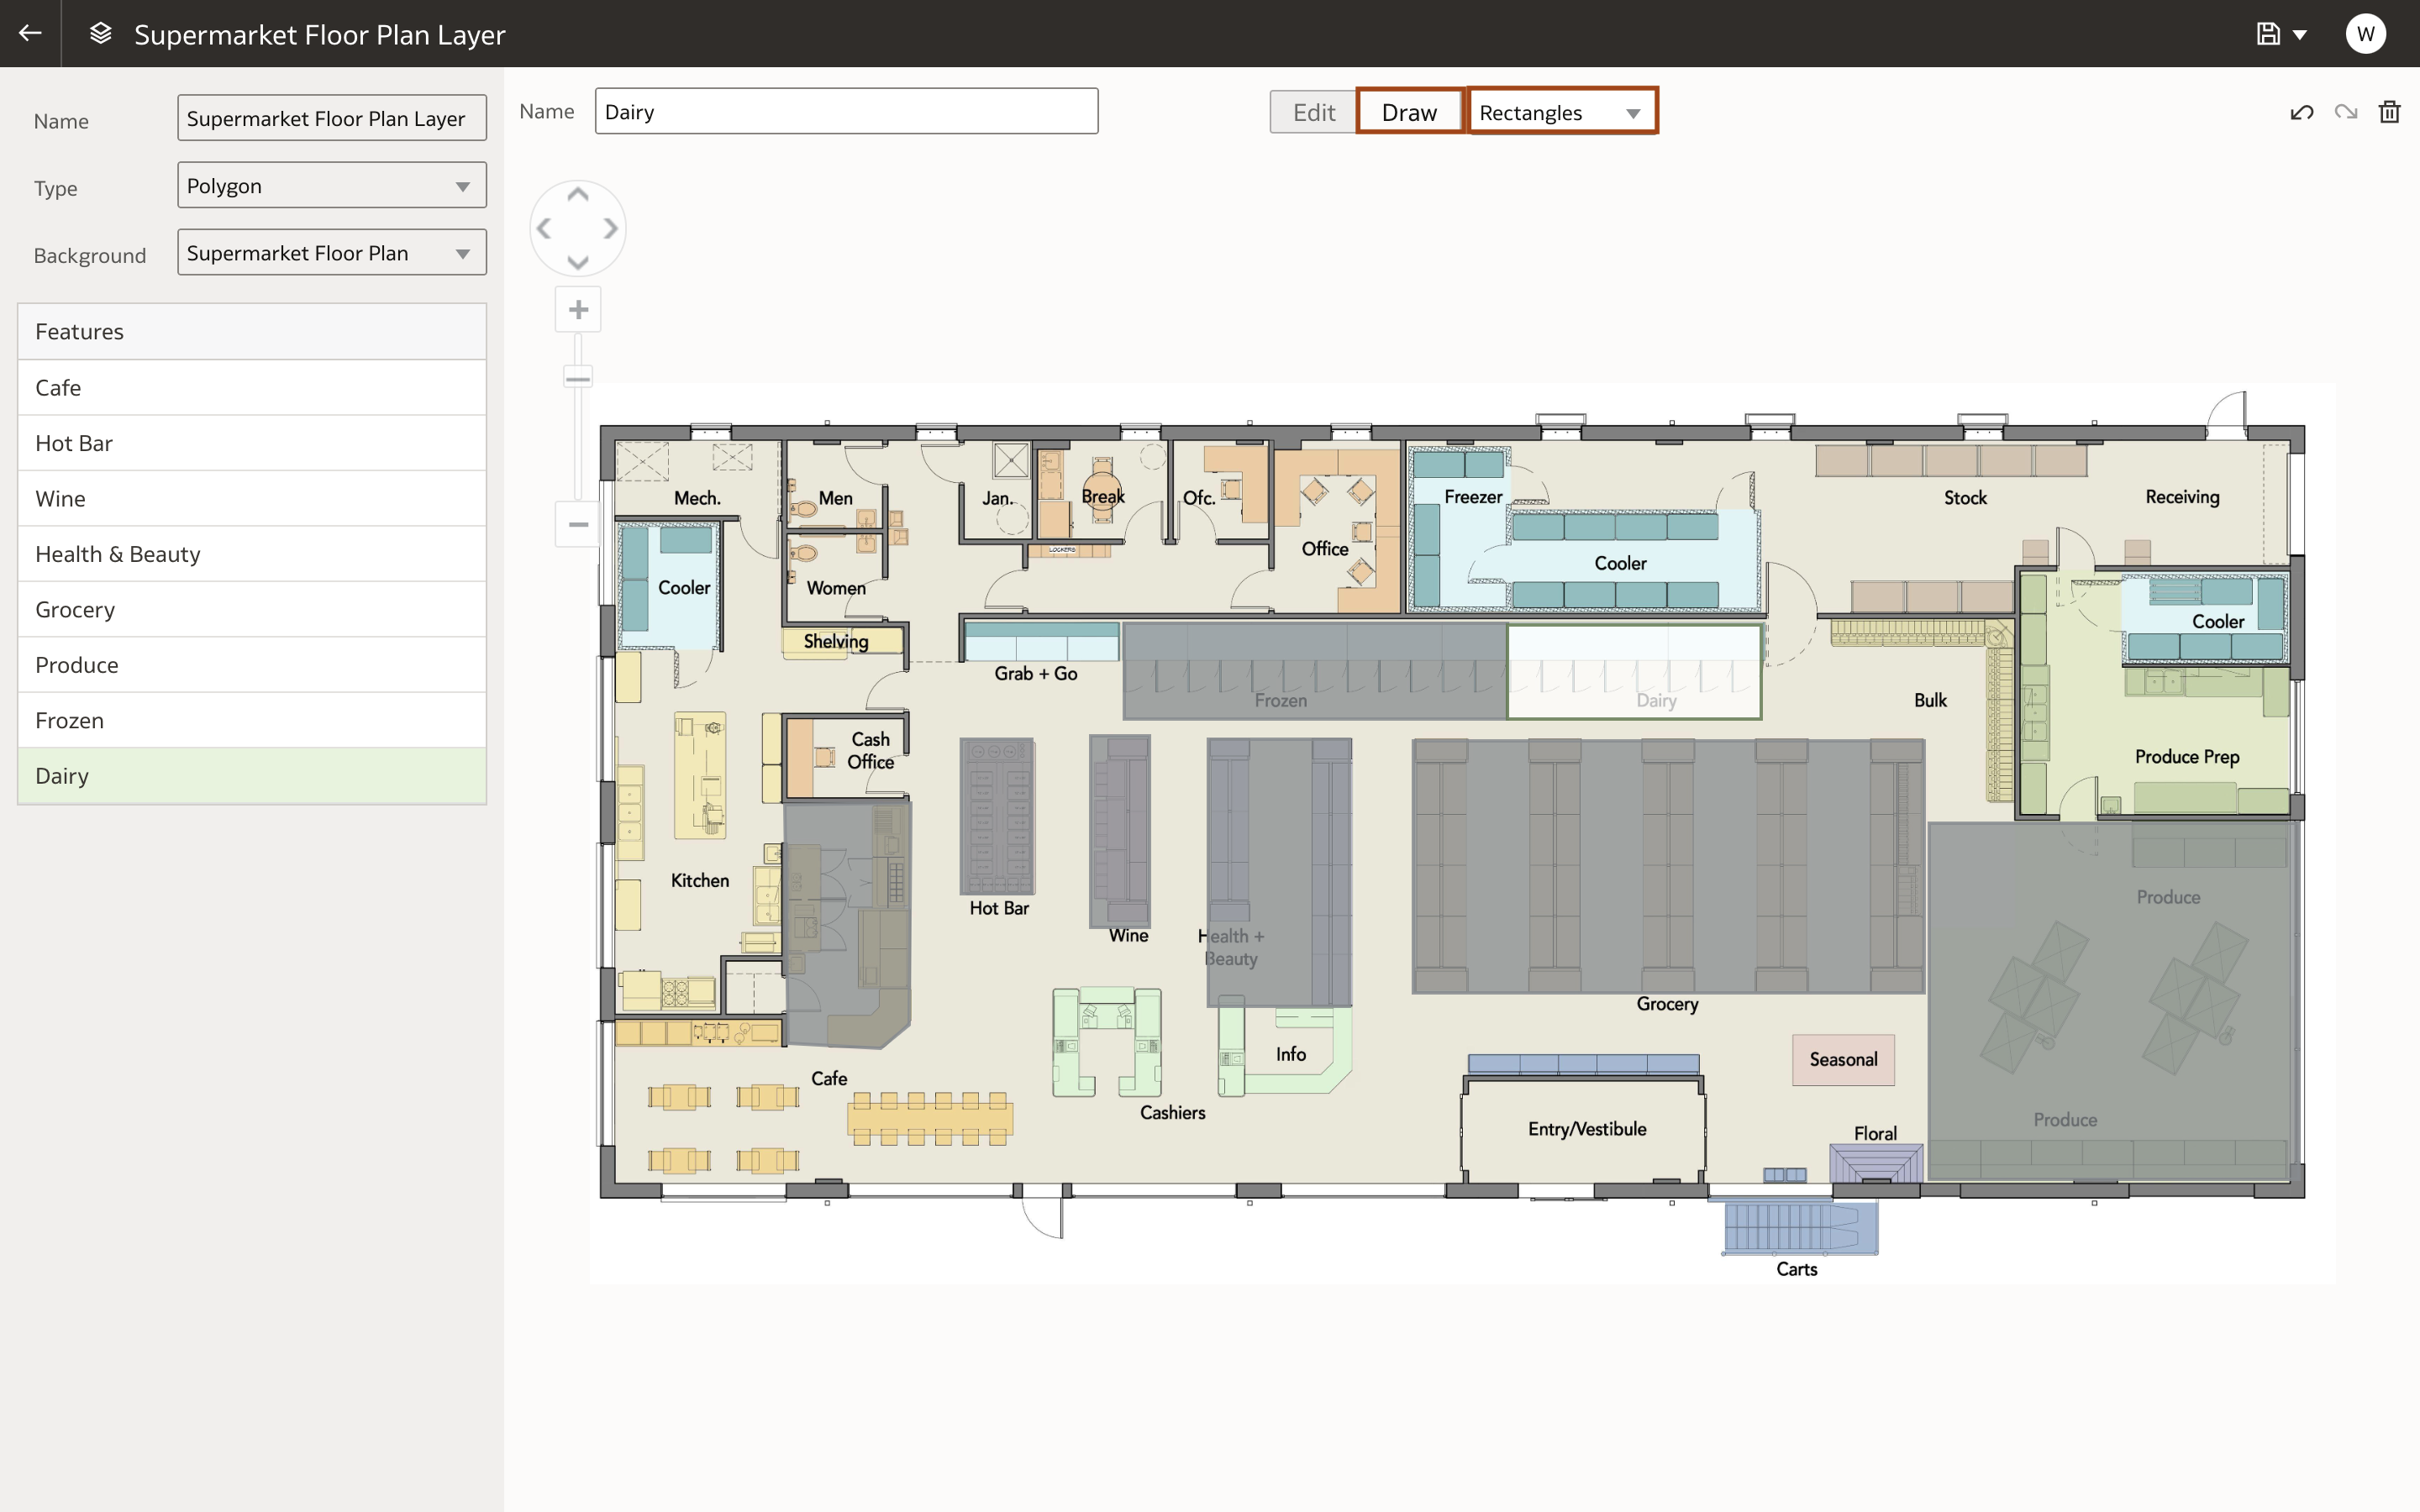 Supermarket Floor Plan Layer
W
Name
Supermarket Floor Plan Layer
Type
Polygon
Background
Supermarket Floor Plan
Features
Cafe
Hot Bar
Wine
Health & Beauty
Grocery
Produce
Frozen
Dairy
Name
Dairy
Edit
Draw
Rectangles
Mech.
Men
Jan.
Break
Ofc.
Office
Freezer
Cooler
Stock
Receiving
LOCKERS
Cooler
Women
Shelving
Grab + Go
Frozen
Dairy
Bulk
Cooler
Produce Prep
Cash
Office
Kitchen
Hot Bar
Wine
Health +
Beauty
Grocery
Produce
Cafe
Info
Cashiers
Seasonal
Entry/Vestibule
Floral
Produce
Carts